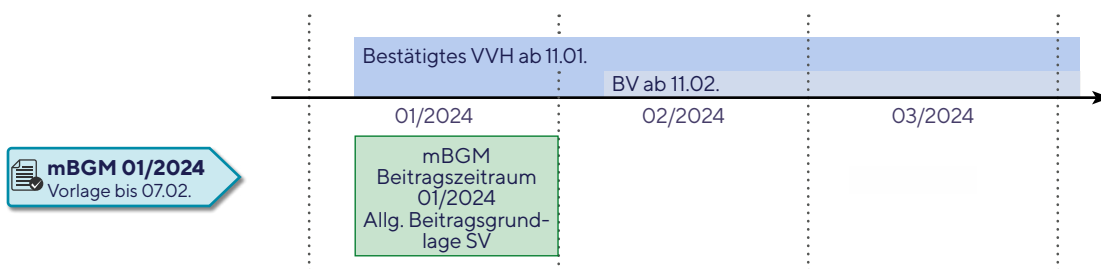 Bestätigtes VVH ab 11.01.
BV ab 11.02.
01/2024
02/2024
03/2024
mBGM 01/2024
Vorlage bis 07.02.
mBGM
Beitragszeitraum
01/2024
Allg. Beitragsgrund-
lage SV